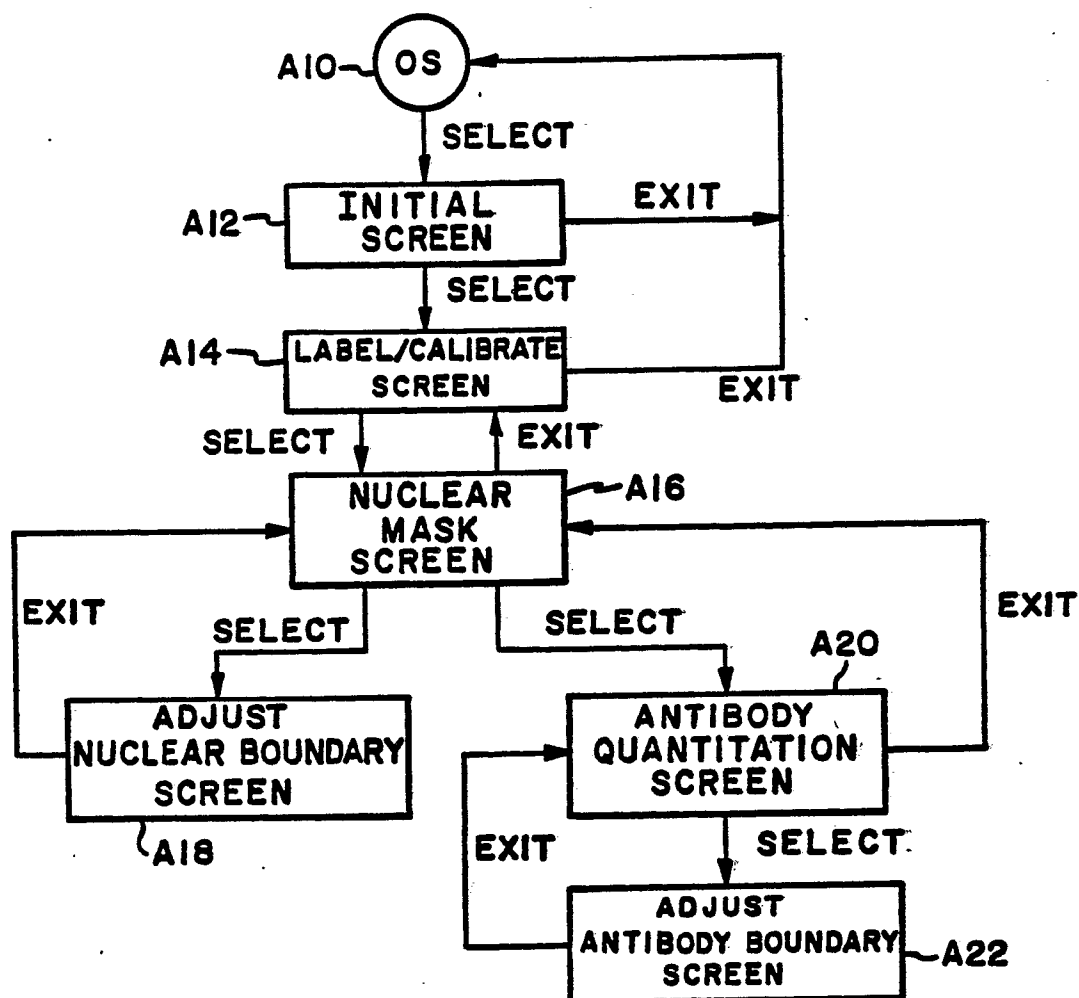 A10
OS
SELECT
A12
INITIAL
SCREEN
EXIT
SELECT
A14
LABEL/CALIBRATE
SCREEN
EXIT
SELECT
EXIT
NUCLEAR
MASK
SCREEN
A16
EXIT
SELECT
SELECT
EXIT
A20
ADJUST
NUCLEAR BOUNDARY
SCREEN
A18
ANTIBODY
QUANTITATION
SCREEN
EXIT
SELECT
ADJUST
ANTIBODY BOUNDARY
SCREEN
A22